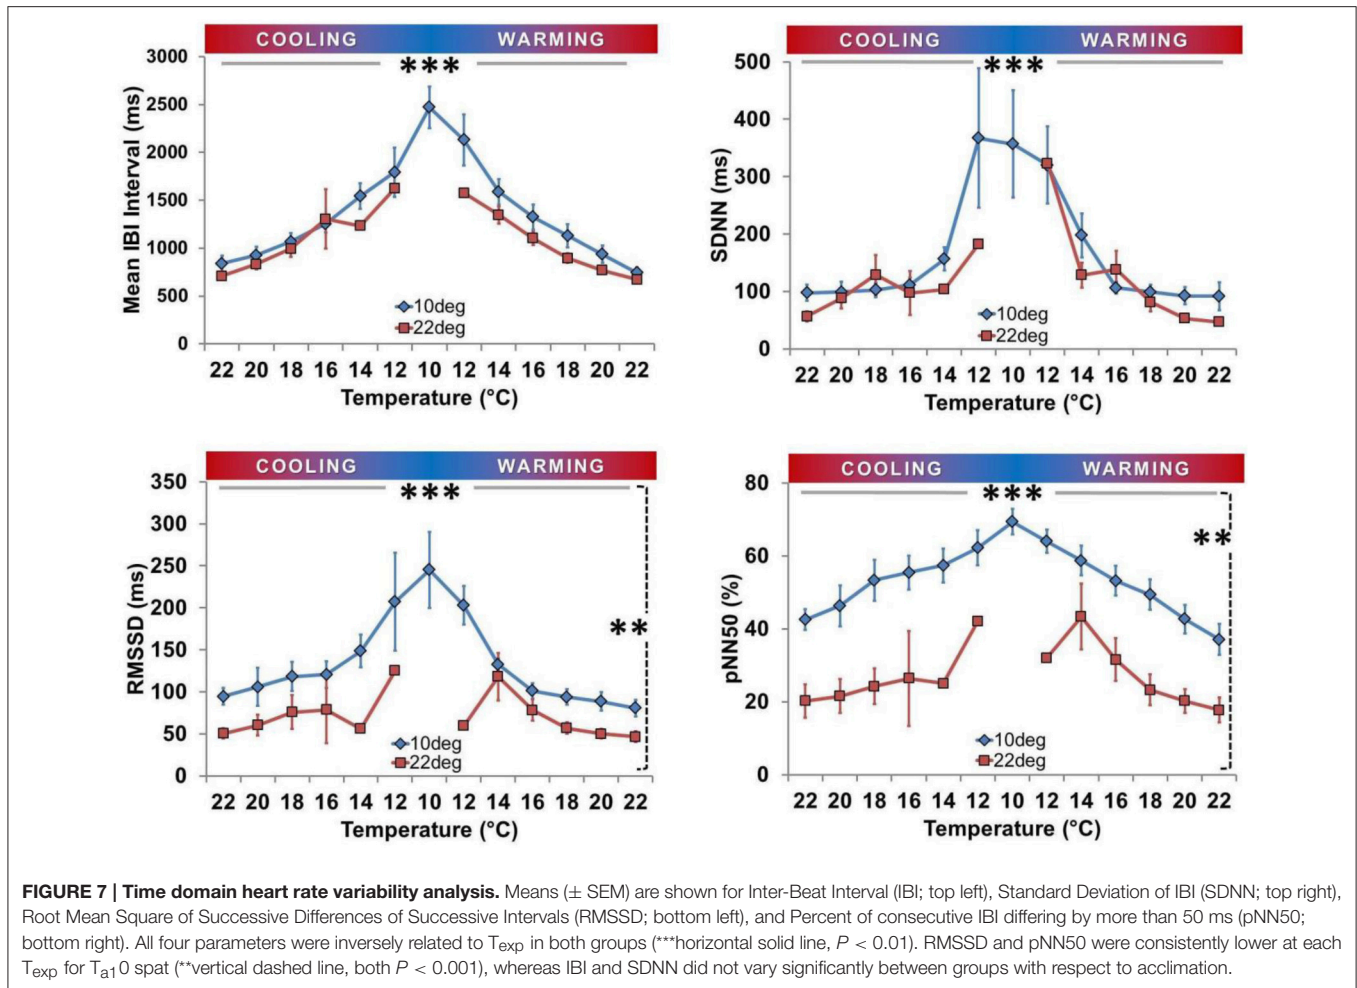 COOLING WARMING
***
3000
2500
2000
1500
1000
500
0
Mean IBI Interval (ms)
10deg
22deg
22 20 18 16 14 12 10 12 14 16 18 20 22
Temperature (°C)
COOLING WARMING
***
500
400
300
200
100
0
SDNN (ms)
10deg
22deg
22 20 18 16 14 12 10 12 14 16 18 20 22
Temperature (°C)
COOLING WARMING
***
350
300
250
200
150
100
50
0
RMSSD (ms)
**
10deg
22deg
22 20 18 16 14 12 10 12 14 16 18 20 22
Temperature (°C)
COOLING WARMING
***
80
60
40
20
0
pNN50 (%)
**
10deg
22deg
22 20 18 16 14 12 10 12 14 16 18 20 22
Temperature (°C)
FIGURE 7 | Time domain heart rate variability analysis. Means (± SEM) are shown for Inter-Beat Interval (IBI; top left), Standard Deviation of IBI (SDNN; top right),
Root Mean Square of Successive Differences of Successive Intervals (RMSSD; bottom left), and Percent of consecutive IBI differing by more than 50 ms (pNN50;
bottom right). All four parameters were inversely related to Texp in both groups (***horizontal solid line, P < 0.01). RMSSD and pNN50 were consistently lower at each
Texp for Ta10 spat (**vertical dashed line, both P < 0.001), whereas IBI and SDNN did not vary significantly between groups with respect to acclimation.